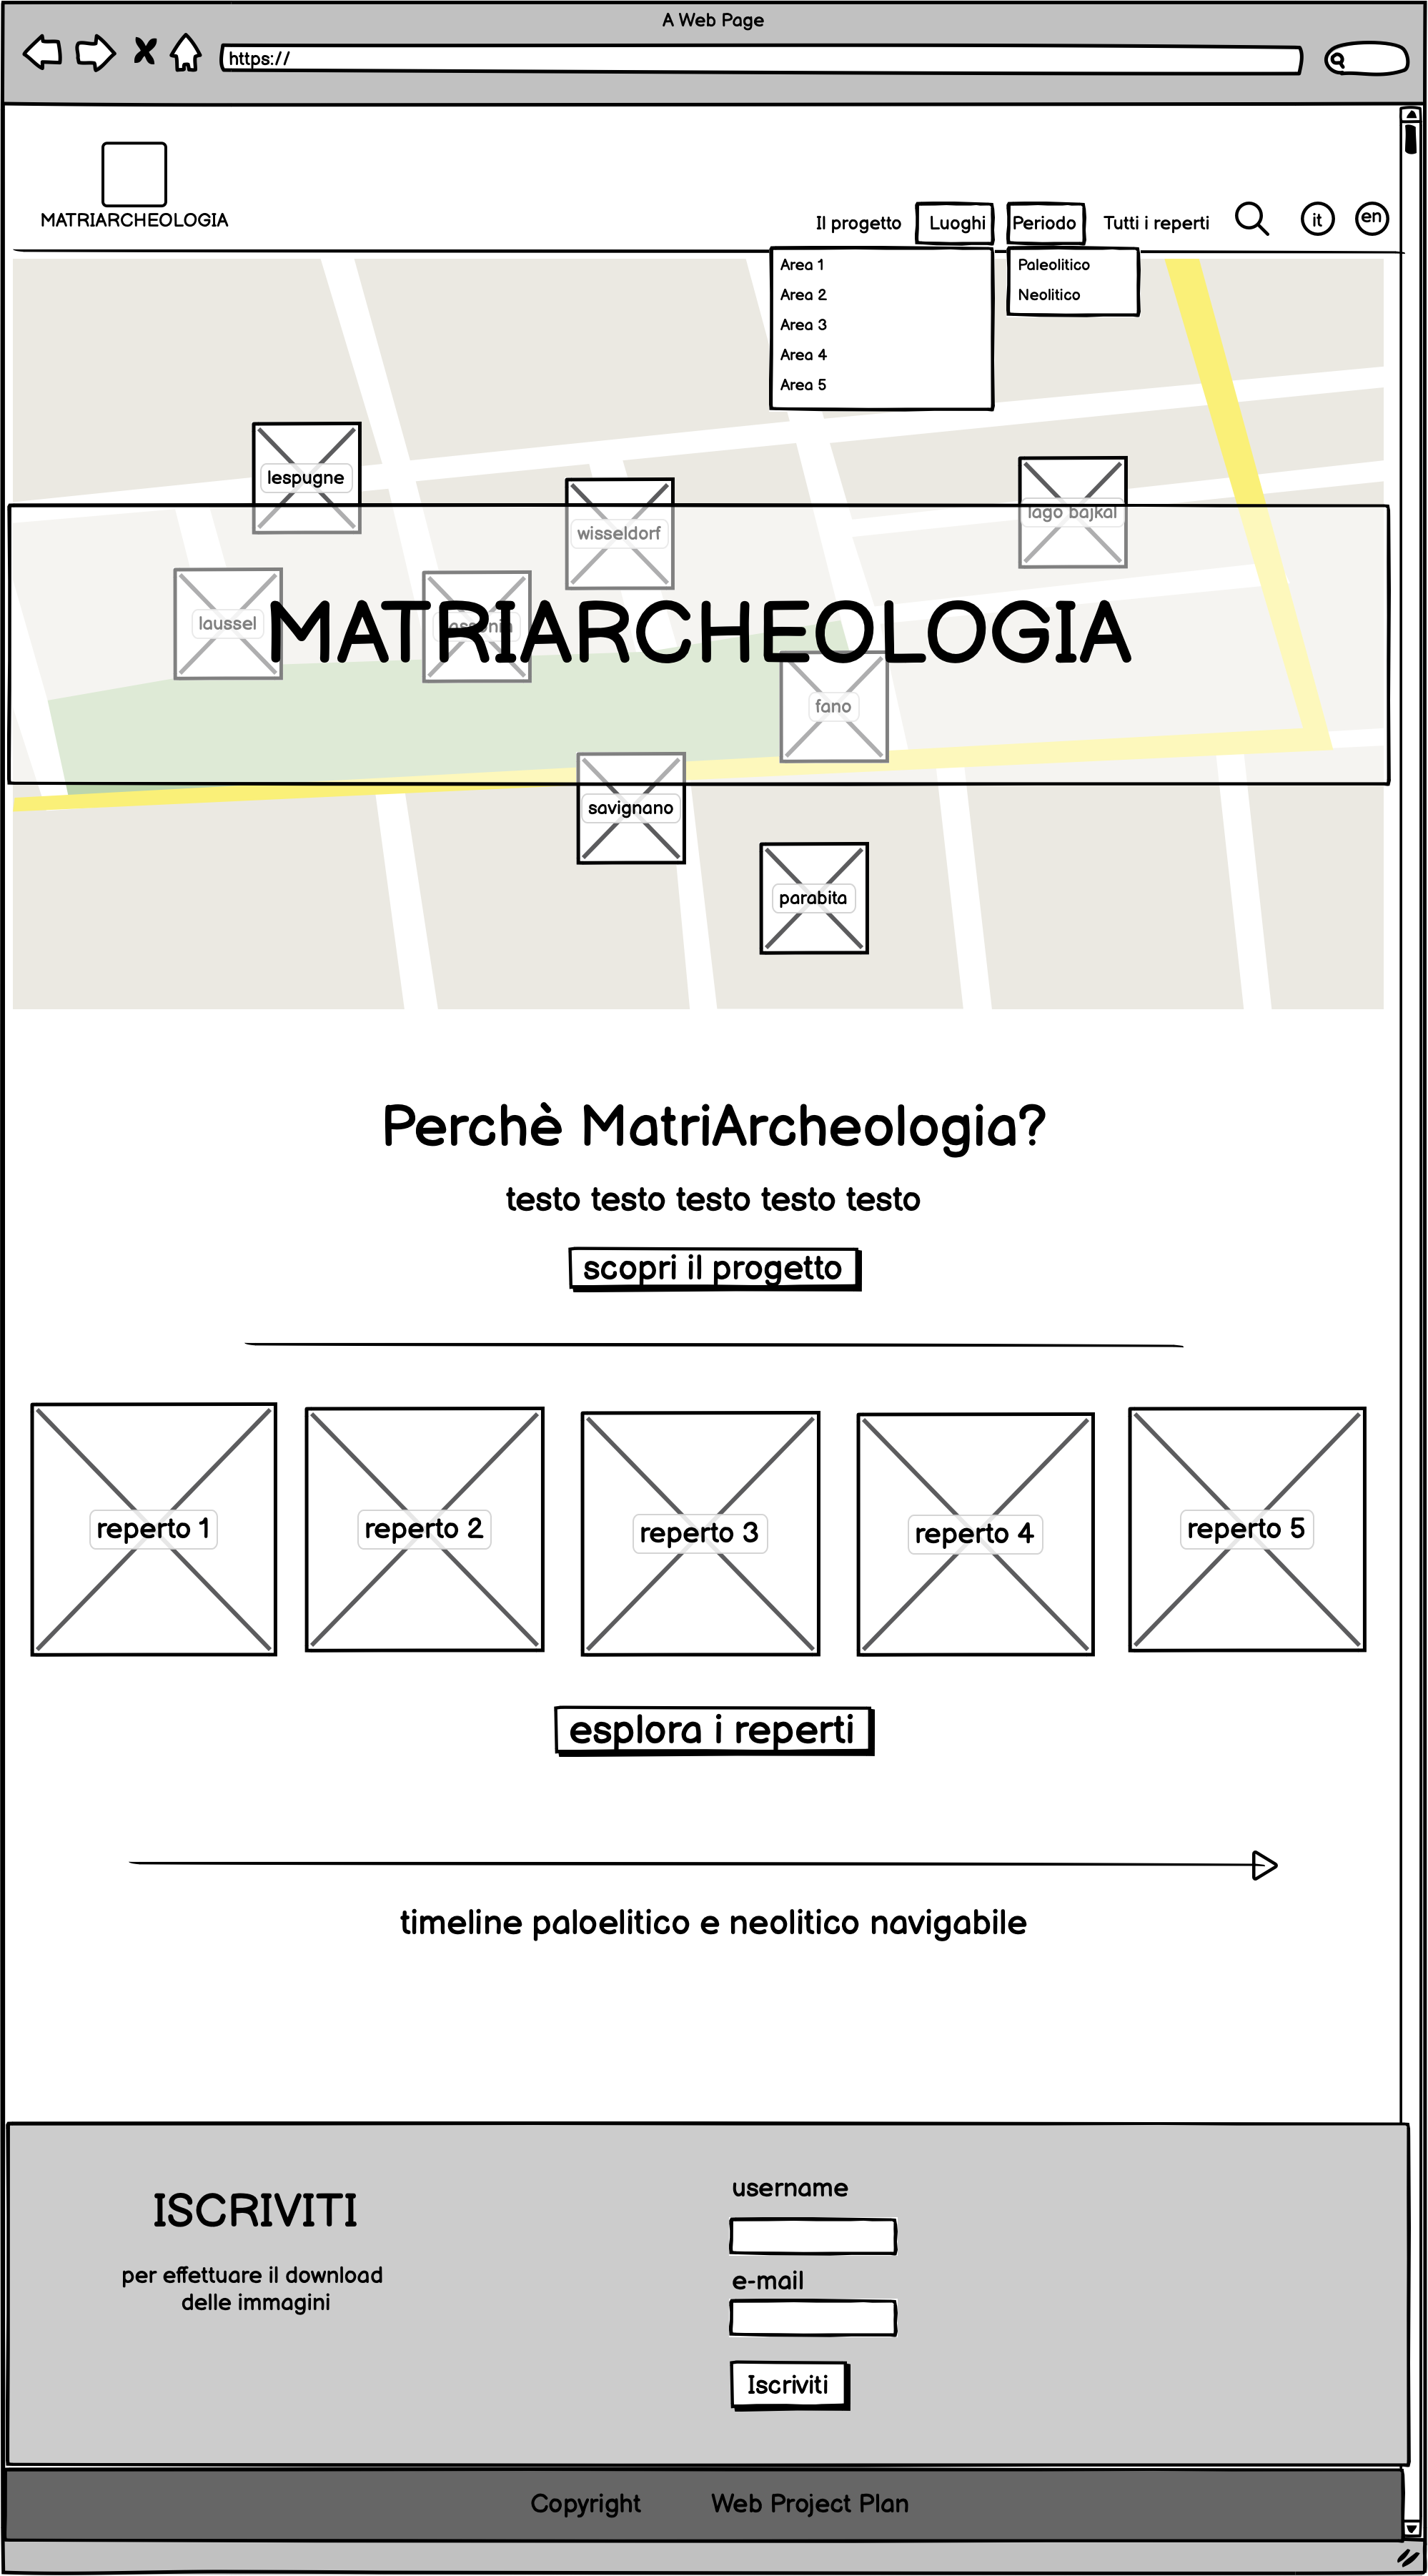 A Web Page
https://
MATRIARCHEOLOGIA
Il progetto
Luoghi
Periodo
Tutti i reperti
it
en
Area 1
Area 2
Area 3
Area 4
Area 5
Paleolitico
Neolitico
lespugne
wisseldorf
lago bajkal
laussel
MATRIARCHEOLOGIA
fano
savignano
parabita
Perchè MatriArcheologia?
testo testo testo testo testo
scopri il progetto
reperto 1
reperto 2
reperto 3
reperto 4
reperto 5
esplora i reperti
timeline paloelitico e neolitico navigabile
ISCRIVITI
per effettuare il download
delle immagini
username
e-mail
Iscriviti
Copyright
Web Project Plan